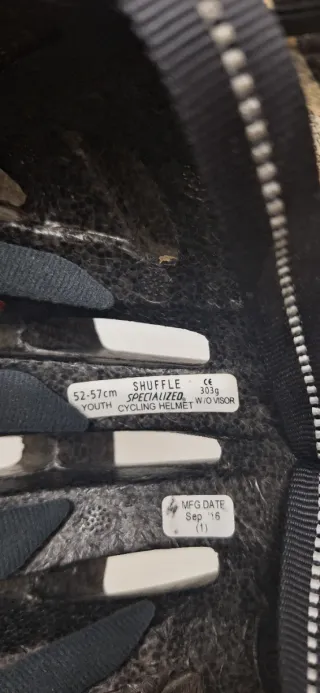 SHUFFLE
52-57cm SPECIALIZED® CE 303g
YOUTH CYCLING HELMET W/O VISOR
MFG DATE
Sep '16
(1)